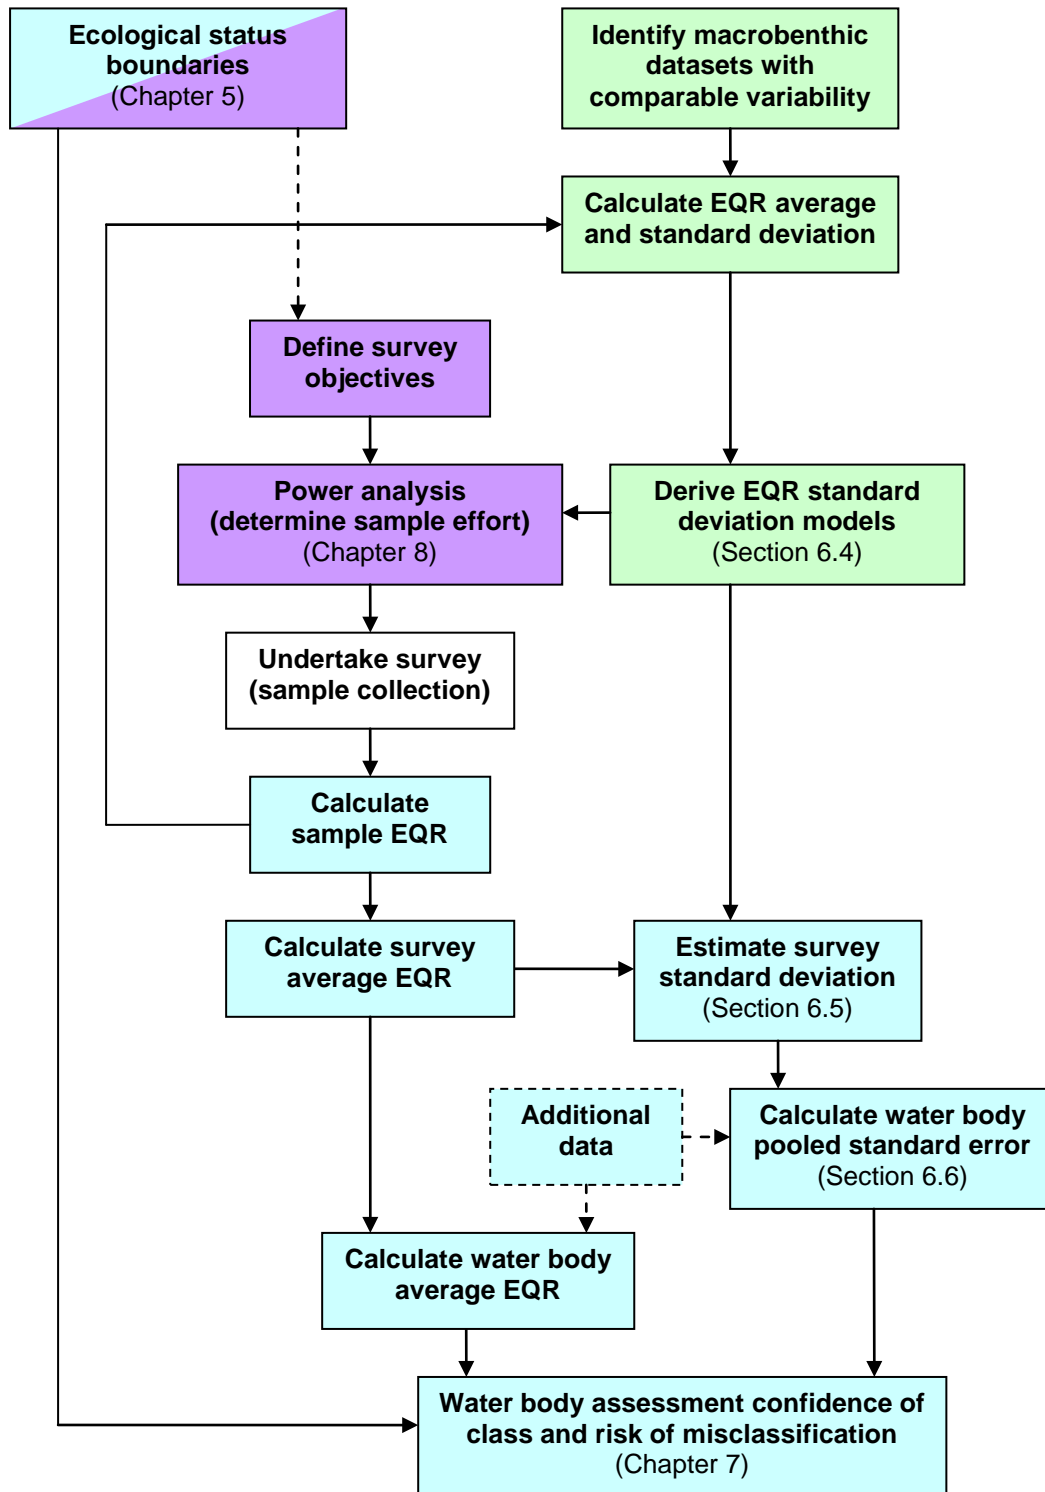 Ecological status
boundaries
(Chapter 5)
Identify macrobenthic
datasets with
comparable variability
Calculate EQR average
and standard deviation
Define survey
objectives
Power analysis
(determine sample effort)
(Chapter 8)
Derive EQR standard
deviation models
(Section 6.4)
Undertake survey
(sample collection)
Calculate
sample EQR
Calculate survey
average EQR
Estimate survey
standard deviation
(Section 6.5)
Additional
data
Calculate water body
pooled standard error
(Section 6.6)
Calculate water body
average EQR
Water body assessment confidence of
class and risk of misclassification
(Chapter 7)